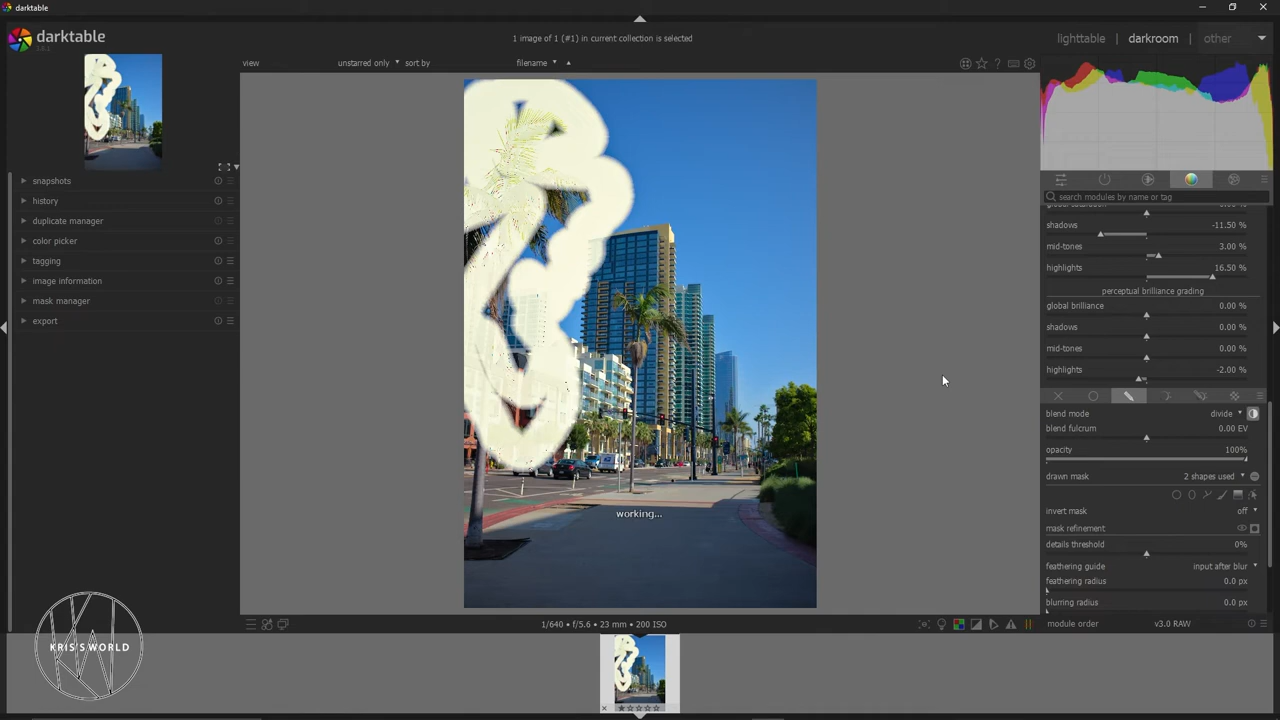 darktable
darktable
3.8.1
1 image of 1 (#1) in current collection is selected
lighttable | darkroom | other
view unstarred only sort by filename
snapshots
history
duplicate manager
color picker
tagging
image information
mask manager
export
search modules by name or tag
shadows -11.50 %
mid-tones 3.00 %
highlights 16.50 %
perceptual brilliance grading
global brilliance 0.00 %
shadows 0.00 %
mid-tones 0.00 %
highlights -2.00 %
blend mode divide
blend fulcrum 0.00 EV
opacity 100%
drawn mask 2 shapes used
invert mask off
mask refinement
details threshold 0%
feathering guide input after blur
feathering radius 0.0 px
blurring radius 0.0 px
working...
1/640 • f/5.6 • 23 mm • 200 ISO
module order v3.0 RAW
KRIS'S WORLD